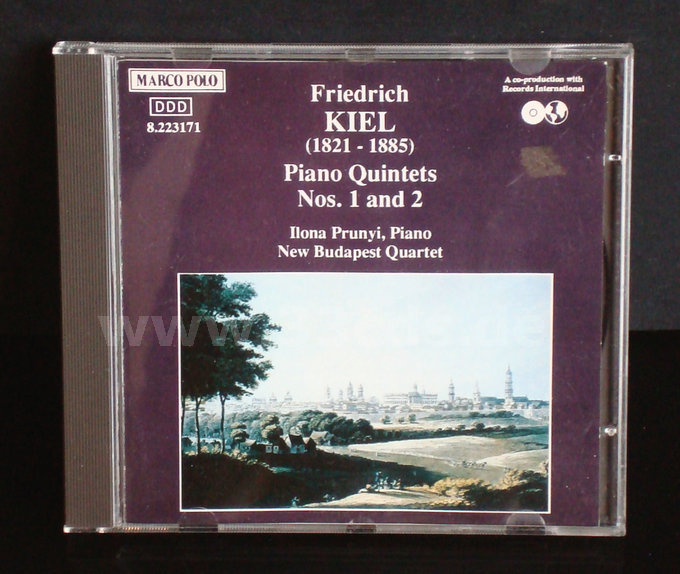 MARCO POLO
DDD
8.223171
Friedrich
KIEL
(1821 - 1885)
Piano Quintets
Nos. 1 and 2
Ilona Prunyi, Piano
New Budapest Quartet
A co-production with
Records International